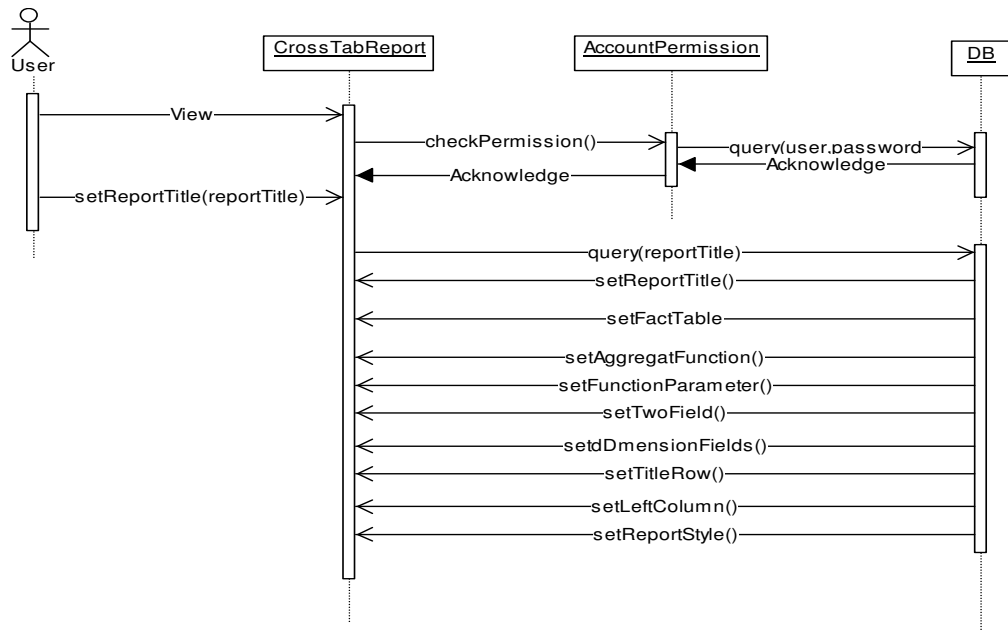 User
CrossTabReport
AccountPermission
DB
View
checkPermission()
query(user,password
Acknowledge
Acknowledge
setReportTitle(reportTitle)
query(reportTitle)
setReportTitle()
setFactTable
setAggregatFunction()
setFunctionParameter()
setTwoField()
setdDmensionFields()
setTitleRow()
setLeftColumn()
setReportStyle()